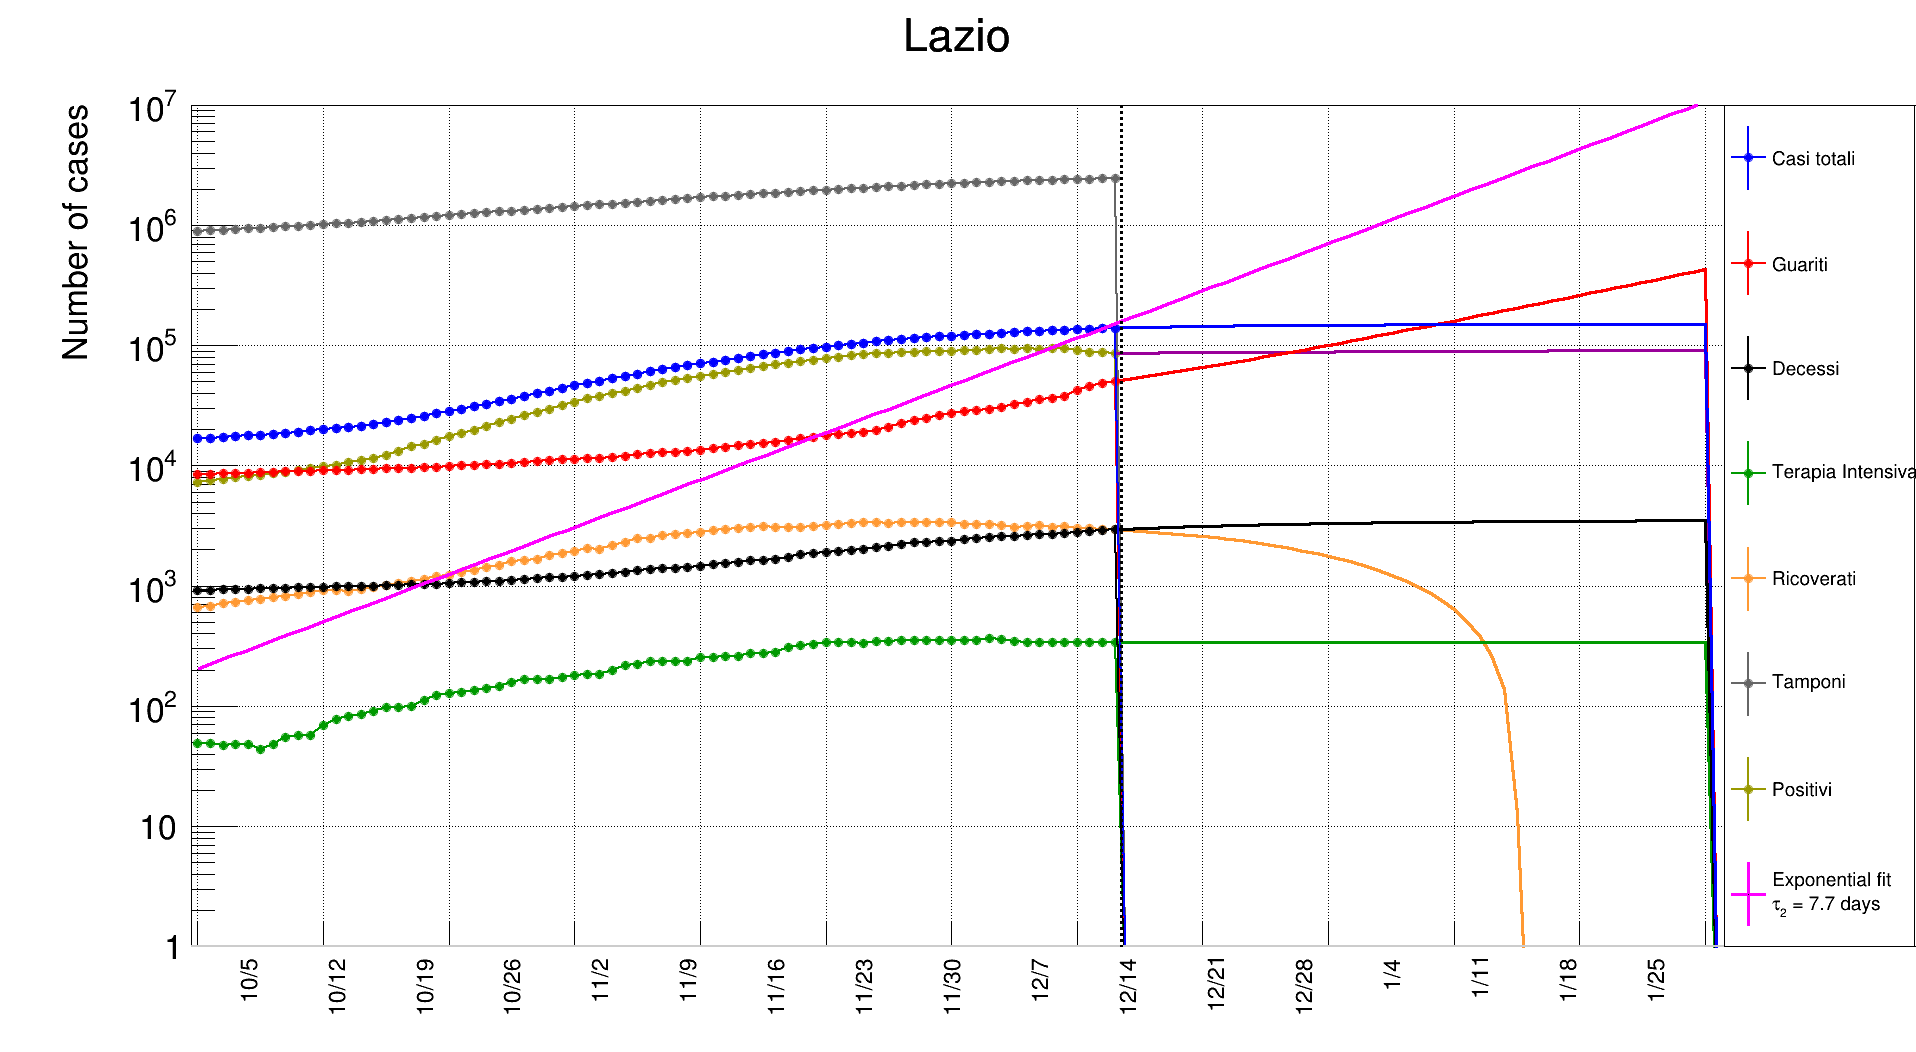 Lazio
Number of cases
10^7
10^6
10^5
10^4
10^3
10^2
10
1
10/5
10/12
10/19
10/26
11/2
11/9
11/16
11/23
11/30
12/7
12/14
12/21
12/28
1/4
1/11
1/18
1/25
Casi totali
Guariti
Decessi
Terapia Intensiva
Ricoverati
Tamponi
Positivi
Exponential fit
τ₂ = 7.7 days